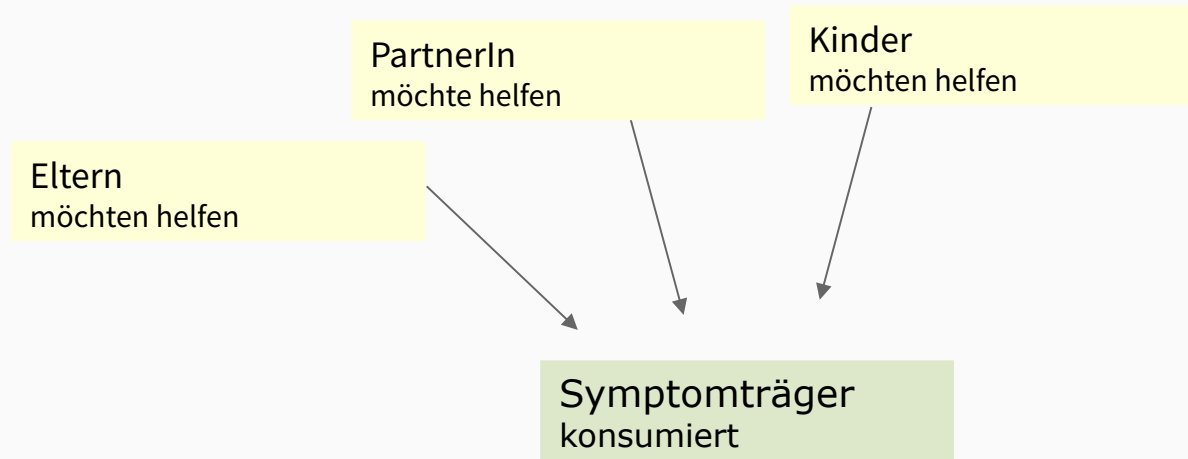 PartnerIn
möchte helfen
Kinder
möchten helfen
Eltern
möchten helfen
Symptomträger
konsumiert